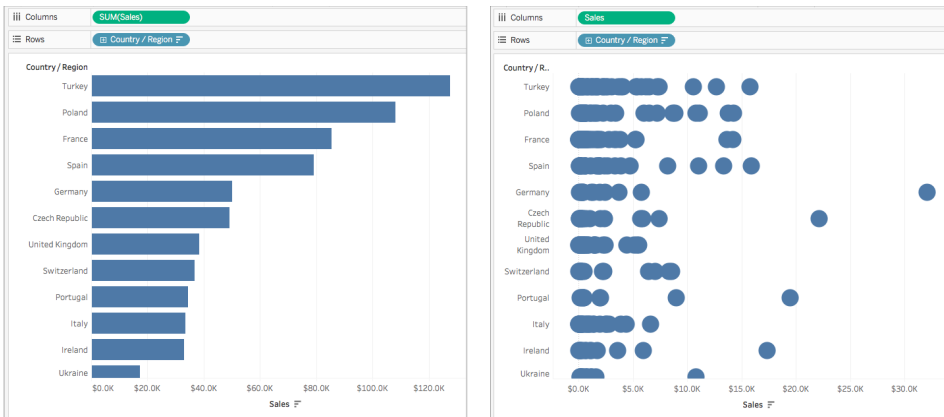 iii Columns
SUM(Sales)
Rows
Country / Region
Country / Region
Turkey
Poland
France
Spain
Germany
Czech Republic
United Kingdom
Switzerland
Portugal
Italy
Ireland
Ukraine
$0.0K $20.0K $40.0K $60.0K $80.0K $100.0K $120.0K
Sales
iii Columns
Sales
Rows
Country / Region
Country / R..
Turkey
Poland
France
Spain
Germany
Czech
Republic
United
Kingdom
Switzerland
Portugal
Italy
Ireland
Ukraine
$0.0K $5.0K $10.0K $15.0K $20.0K $25.0K $30.0K
Sales